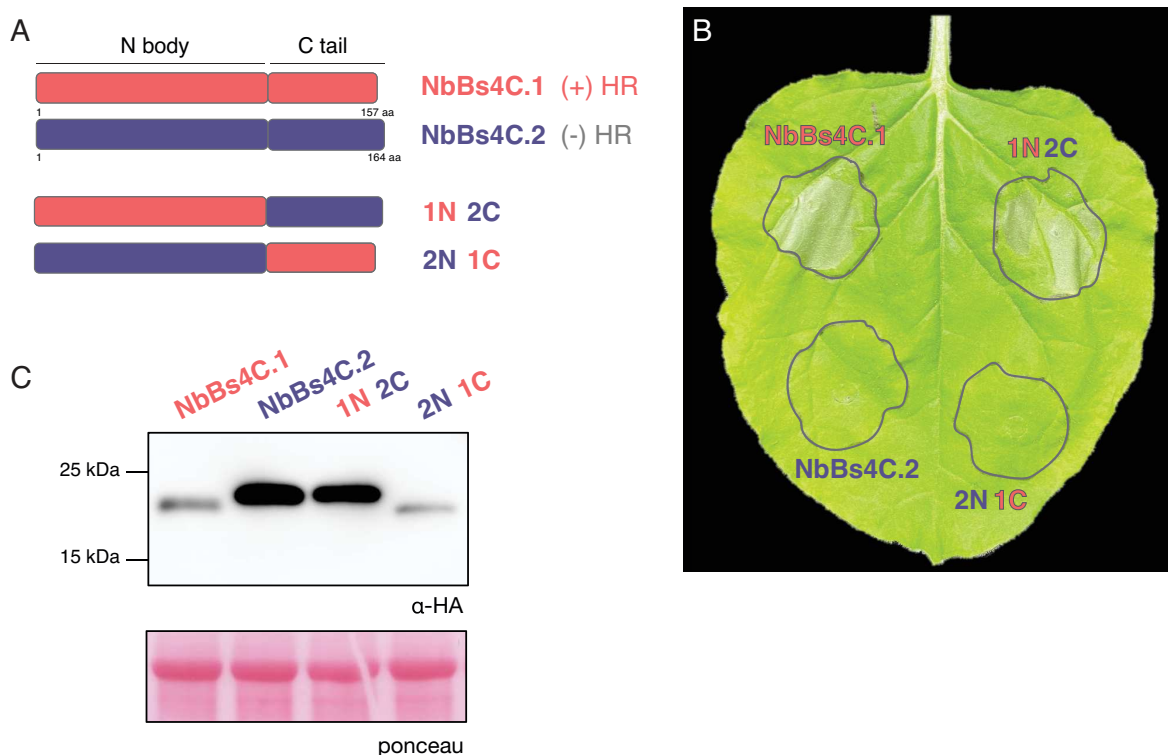 A
N body
C tail
NbBs4C.1 (+) HR
1
157 aa
NbBs4C.2 (-) HR
1
164 aa
1N 2C
2N 1C
B
NbBs4C.1
1N 2C
NbBs4C.2
2N 1C
C
NbBs4C.1
NbBs4C.2
1N 2C
2N 1C
25 kDa
15 kDa
α-HA
ponceau